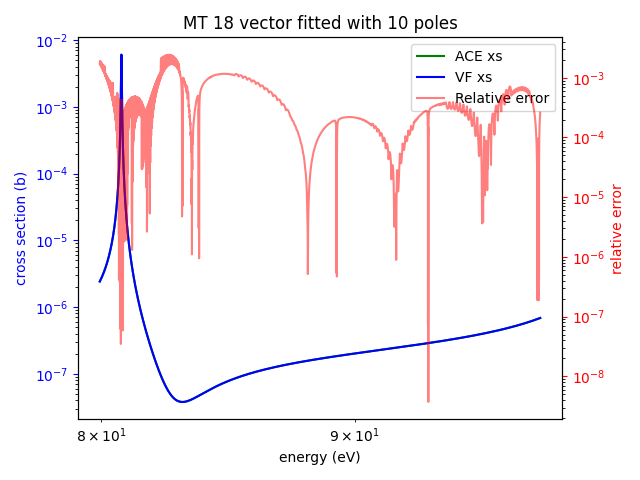 MT 18 vector fitted with 10 poles
ACE xs
VF xs
Relative error
cross section (b)
10⁻²
10⁻³
10⁻⁴
10⁻⁵
10⁻⁶
10⁻⁷
10⁻³
10⁻⁴
10⁻⁵
10⁻⁶
10⁻⁷
10⁻⁸
relative error
8 × 10¹
9 × 10¹
energy (eV)